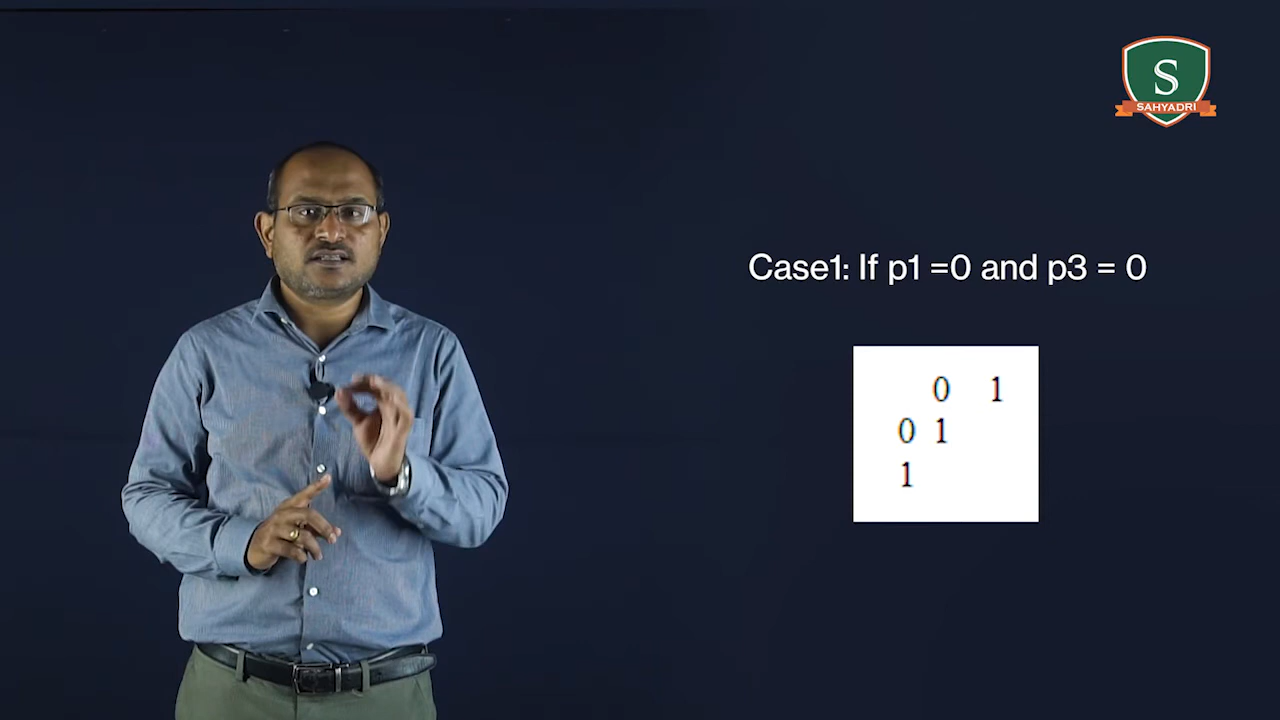 S
SAHYADRI
Case1: If p1 =0 and p3 = 0
0 1
0 1
1